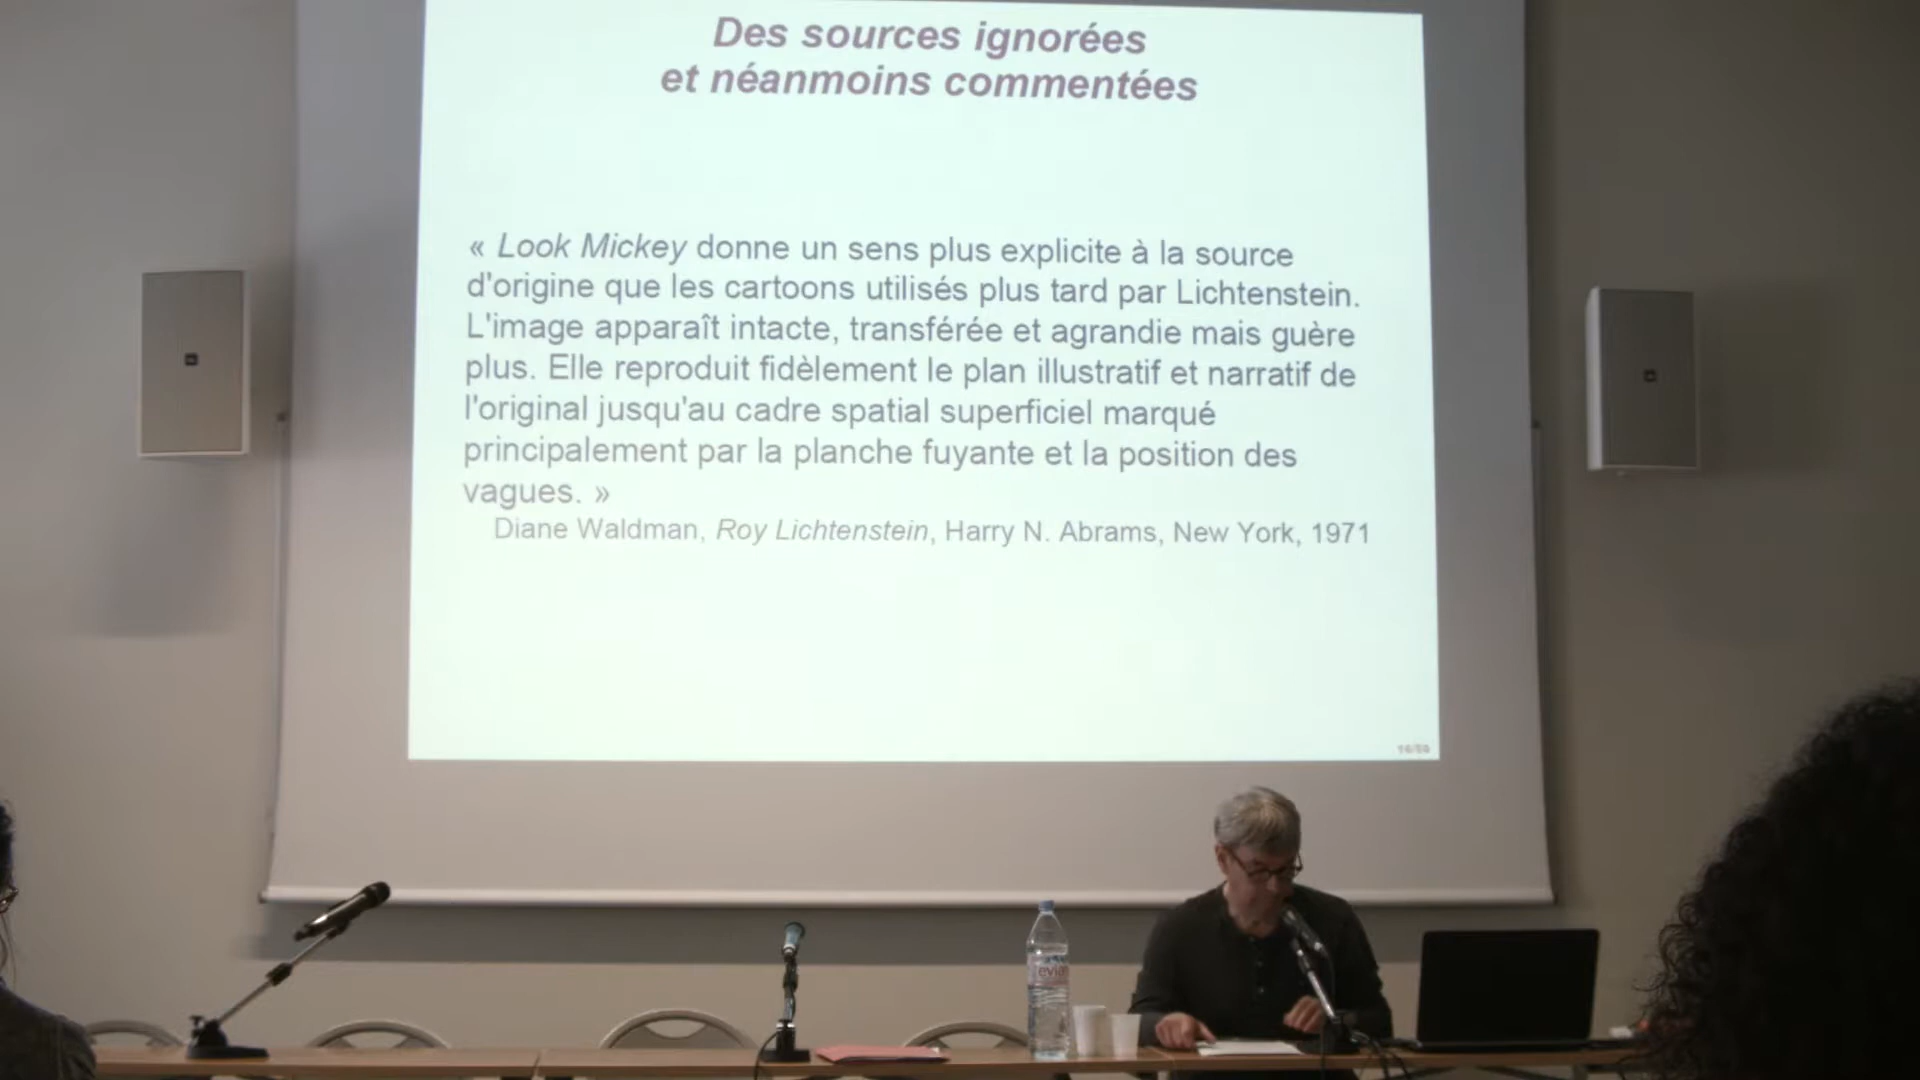 Des sources ignorées
et néanmoins commentées
« Look Mickey donne un sens plus explicite à la source
d'origine que les cartoons utilisés plus tard par Lichtenstein.
L'image apparaît intacte, transférée et agrandie mais guère
plus. Elle reproduit fidèlement le plan illustratif et narratif de
l'original jusqu'au cadre spatial superficiel marqué
principalement par la planche fuyante et la position des
vagues. »
Diane Waldman, Roy Lichtenstein, Harry N. Abrams, New York, 1971
evian